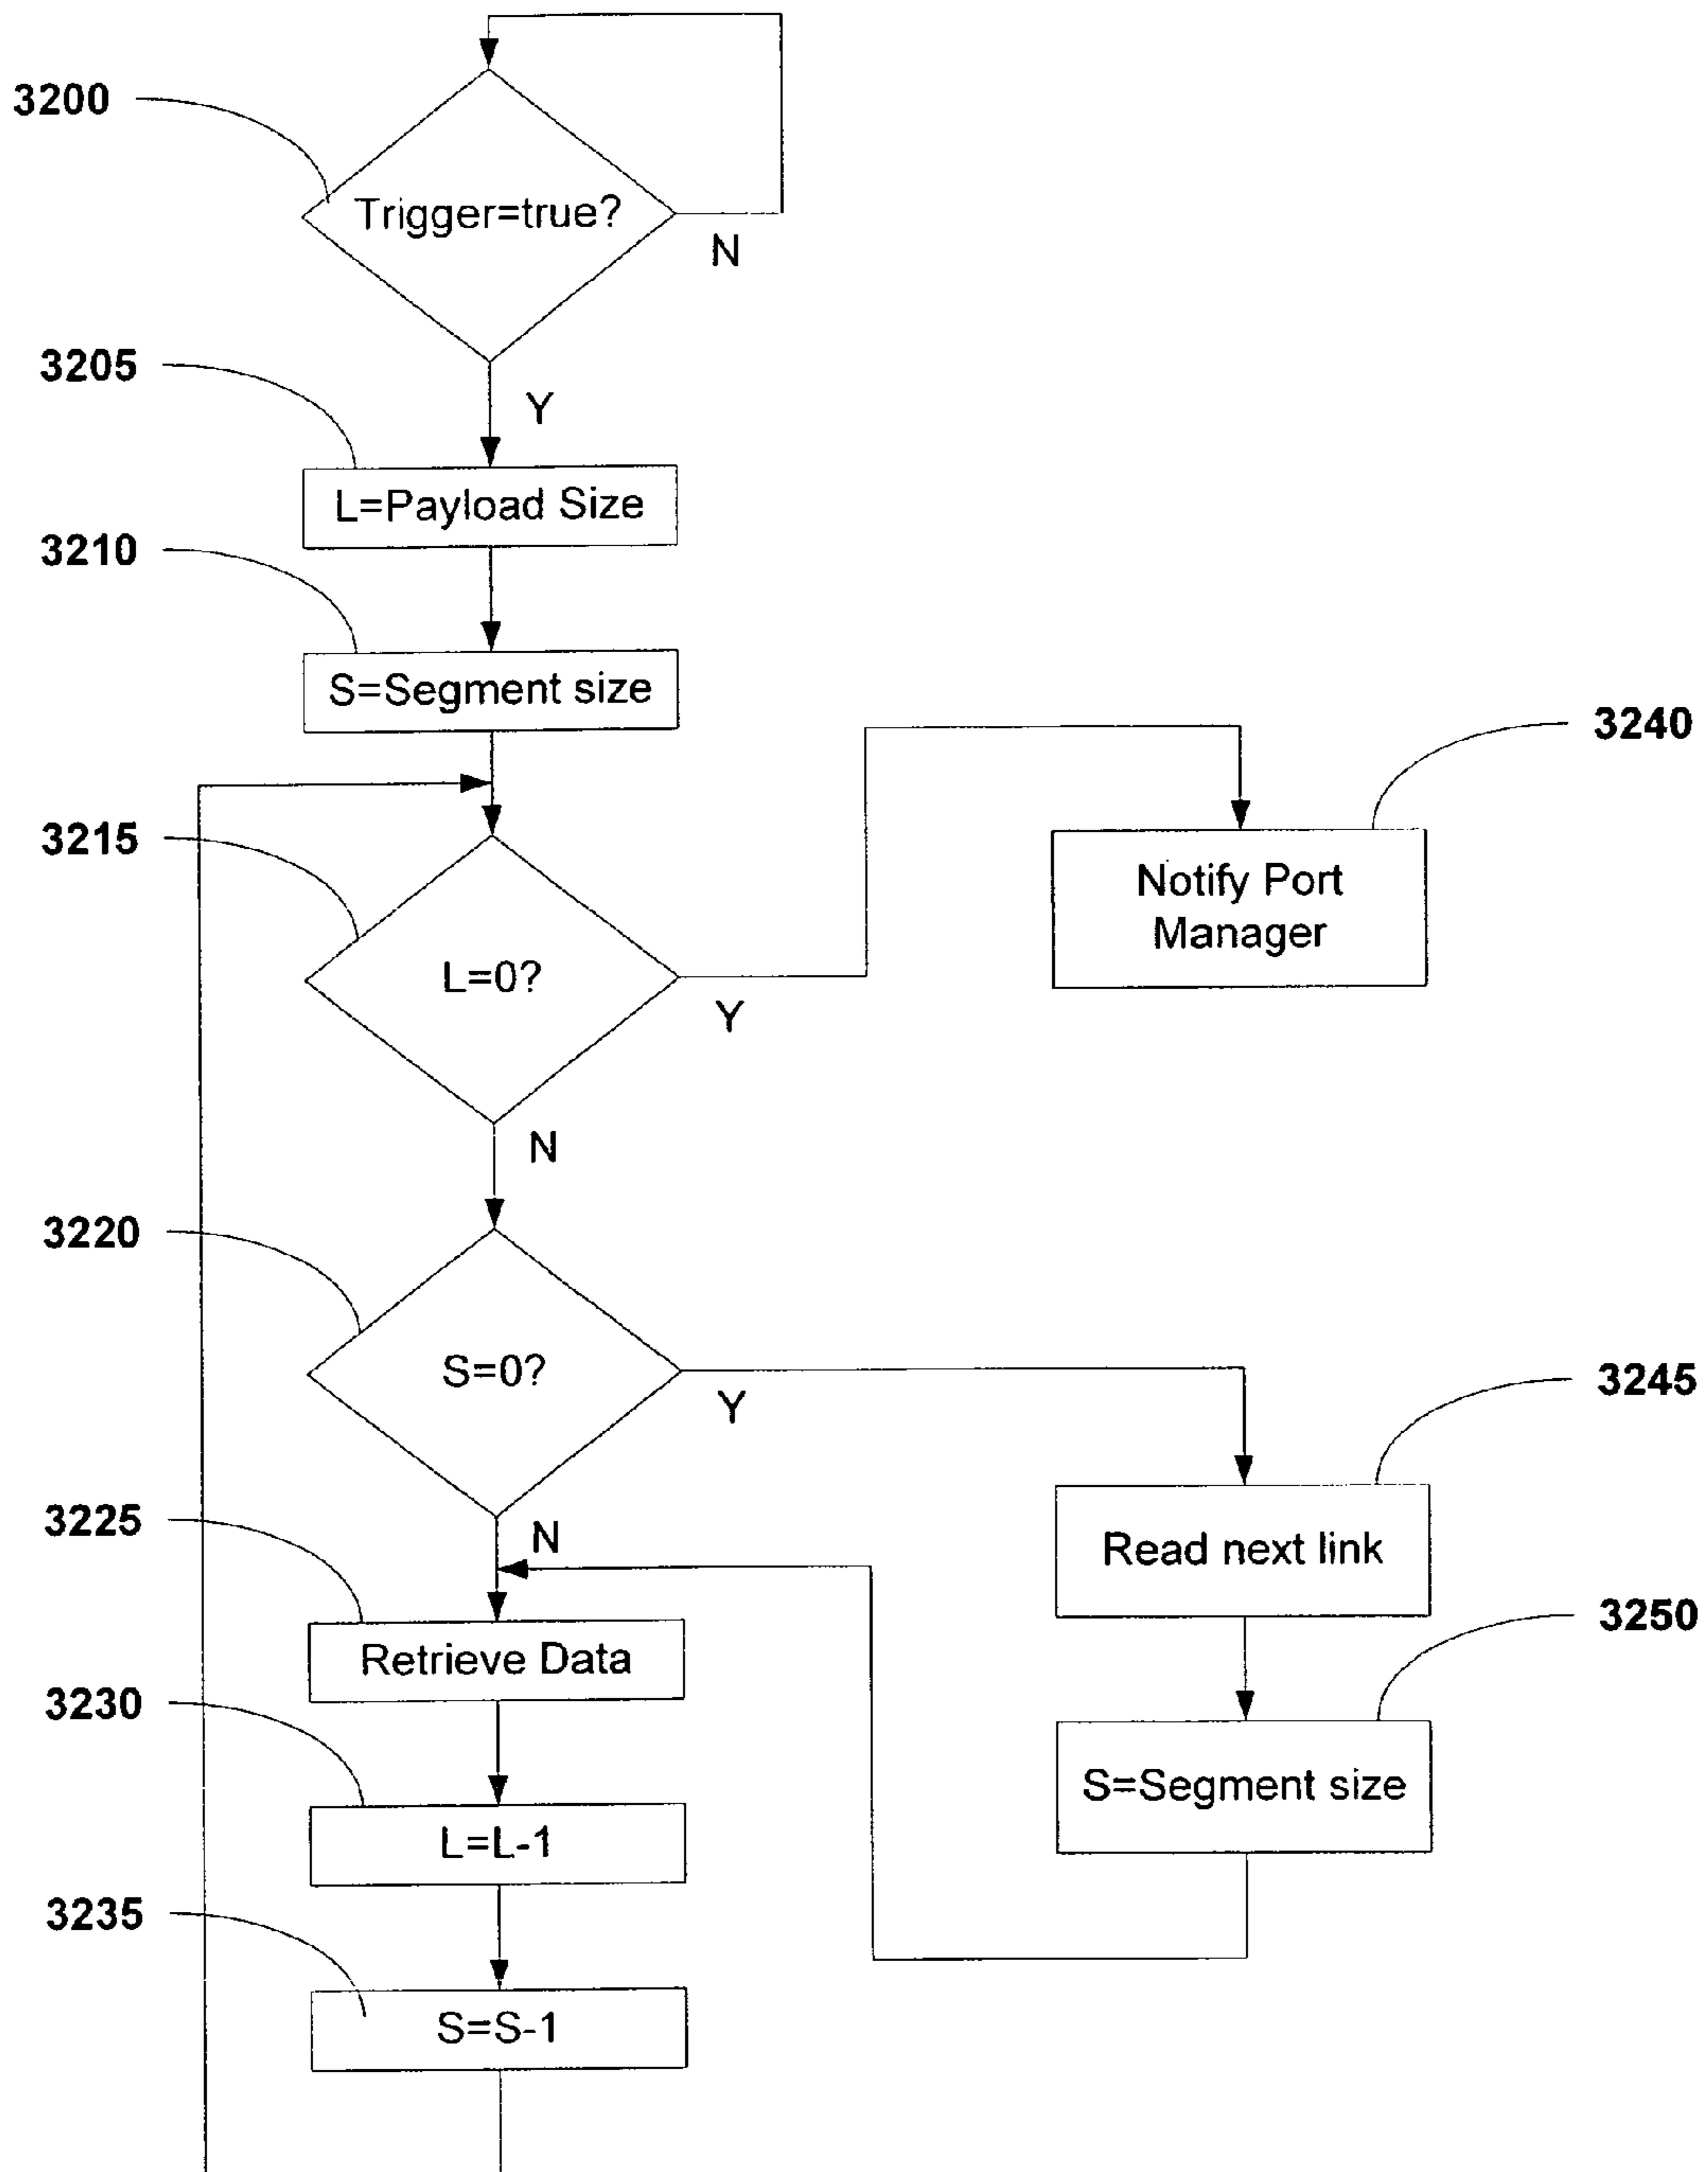 3200
Trigger=true?
N
3205
Y
L=Payload Size
3210
S=Segment size
3240
3215
Notify Port
Manager
L=0?
Y
N
3220
S=0?
3245
Y
3225
N
Read next link
3250
Retrieve Data
3230
S=Segment size
L=L-1
3235
S=S-1